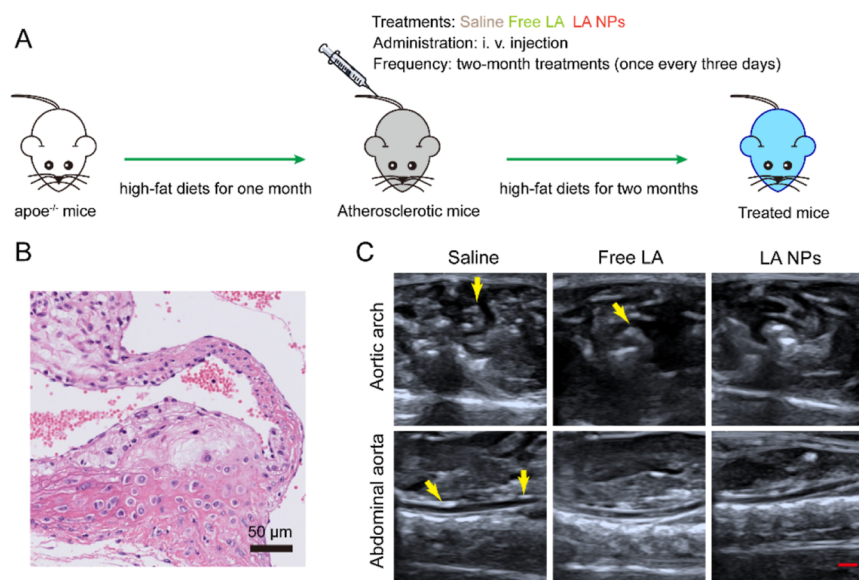 A
Treatments: Saline Free LA LA NPs
Administration: i. v. injection
Frequency: two-month treatments (once every three days)
high-fat diets for one month
high-fat diets for two months
apoe-/- mice
Atherosclerotic mice
Treated mice
B
50 µm
C
Saline
Free LA
LA NPs
Aortic arch
Abdominal aorta